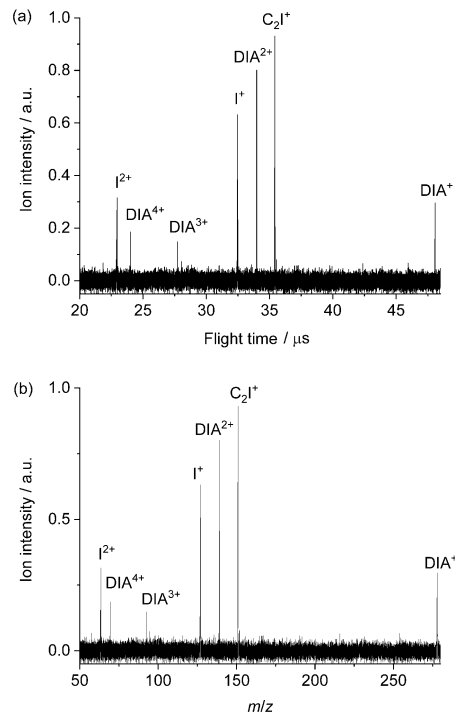 (a)
1.0
0.8
0.6
0.4
0.2
0.0
Ion intensity / a.u.
I²⁺
DIA⁴⁺
DIA³⁺
I⁺
DIA²⁺
C₂I⁺
DIA⁺
20 25 30 35 40 45
Flight time / μs
(b)
1.0
0.5
0.0
Ion intensity / a.u.
I²⁺
DIA⁴⁺
DIA³⁺
I⁺
DIA²⁺
C₂I⁺
DIA⁺
50 100 150 200 250
m/z